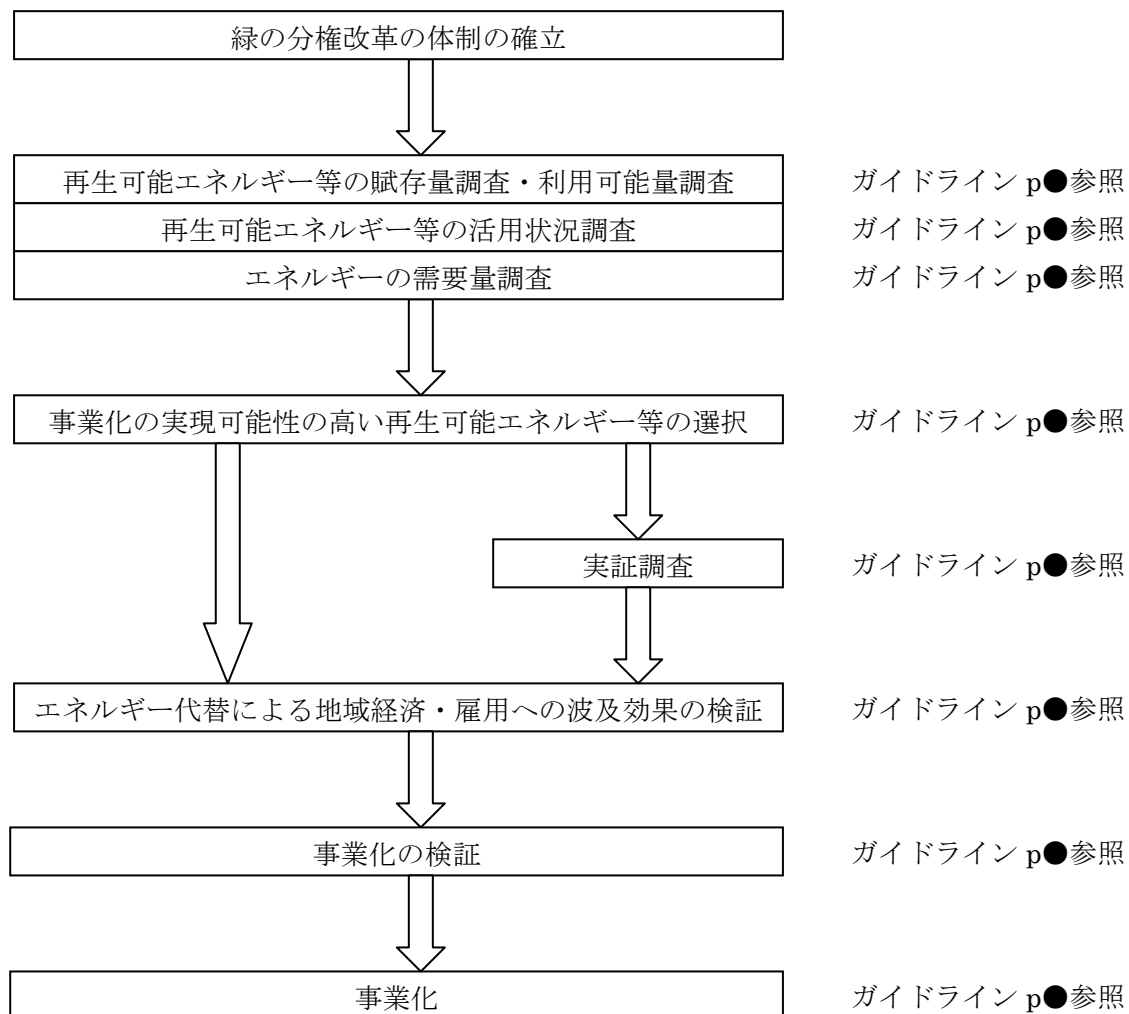 緑の分権改革の体制の確立
再生可能エネルギー等の賦存量調査・利用可能量調査 ガイドライン p●参照
再生可能エネルギー等の活用状況調査 ガイドライン p●参照
エネルギーの需要量調査 ガイドライン p●参照
事業化の実現可能性の高い再生可能エネルギー等の選択 ガイドライン p●参照
実証調査 ガイドライン p●参照
エネルギー代替による地域経済・雇用への波及効果の検証 ガイドライン p●参照
事業化の検証 ガイドライン p●参照
事業化 ガイドライン p●参照